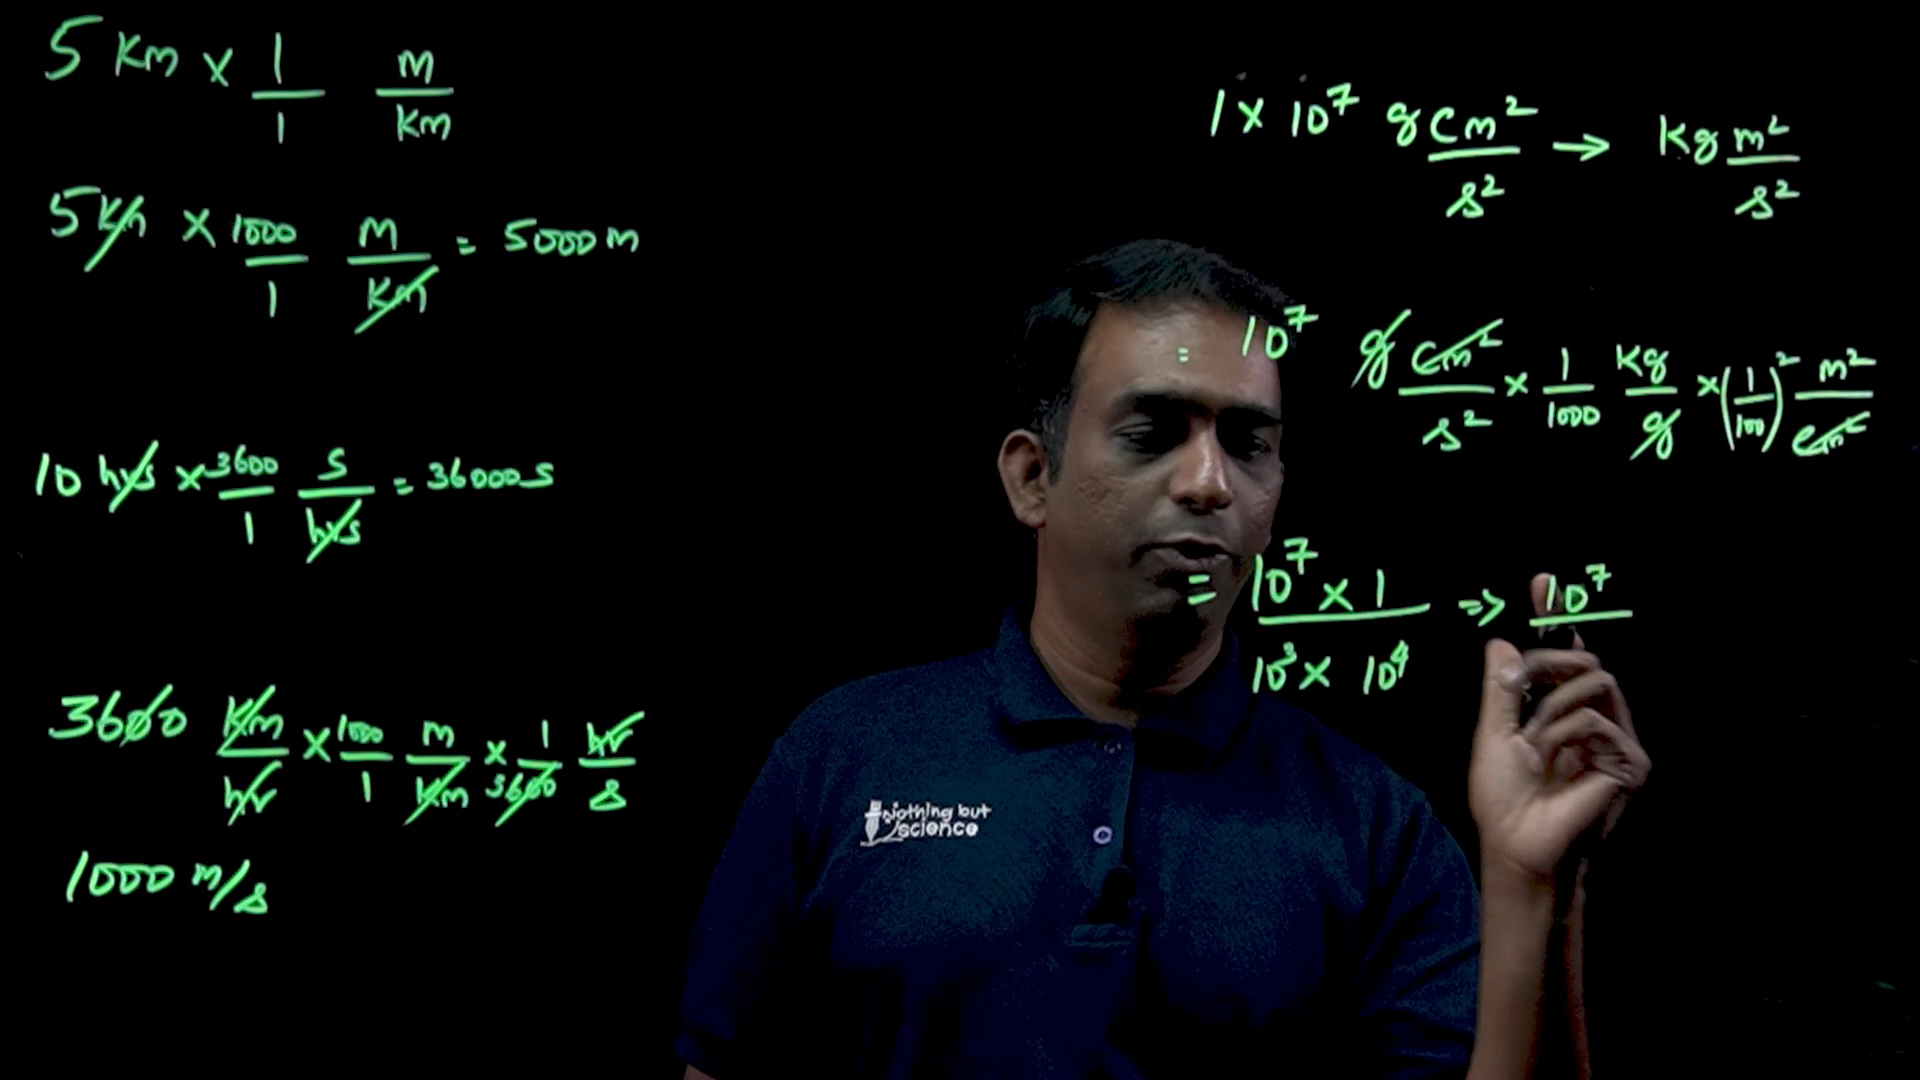 5 Km × 1/1 m/Km
5 Km × 1000/1 m/Km = 5000 m
10 hrs × 3600/1 s/hrs = 36000 s
3600 Km/hr × 1000/1 m/Km × 1/3600 hr/s
1000 m/s
1 × 10⁷ g cm²/s² → Kg m²/s²
= 10⁷ g cm²/s² × 1/1000 Kg/g × (1/100)² m²/cm²
= 10⁷ × 1 / 10³ × 10⁴ ⇒ 10⁷/
Nothing but
science